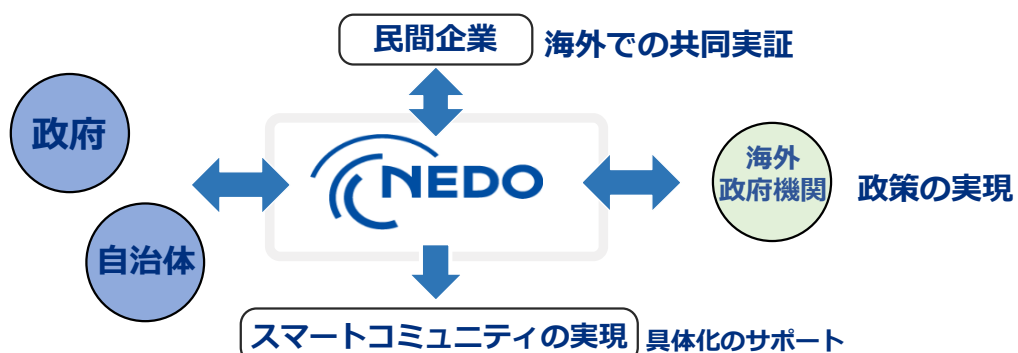 民間企業
海外での共同実証
政府
NEDO
海外
政府機関
政策の実現
自治体
スマートコミュニティの実現
具体化のサポート